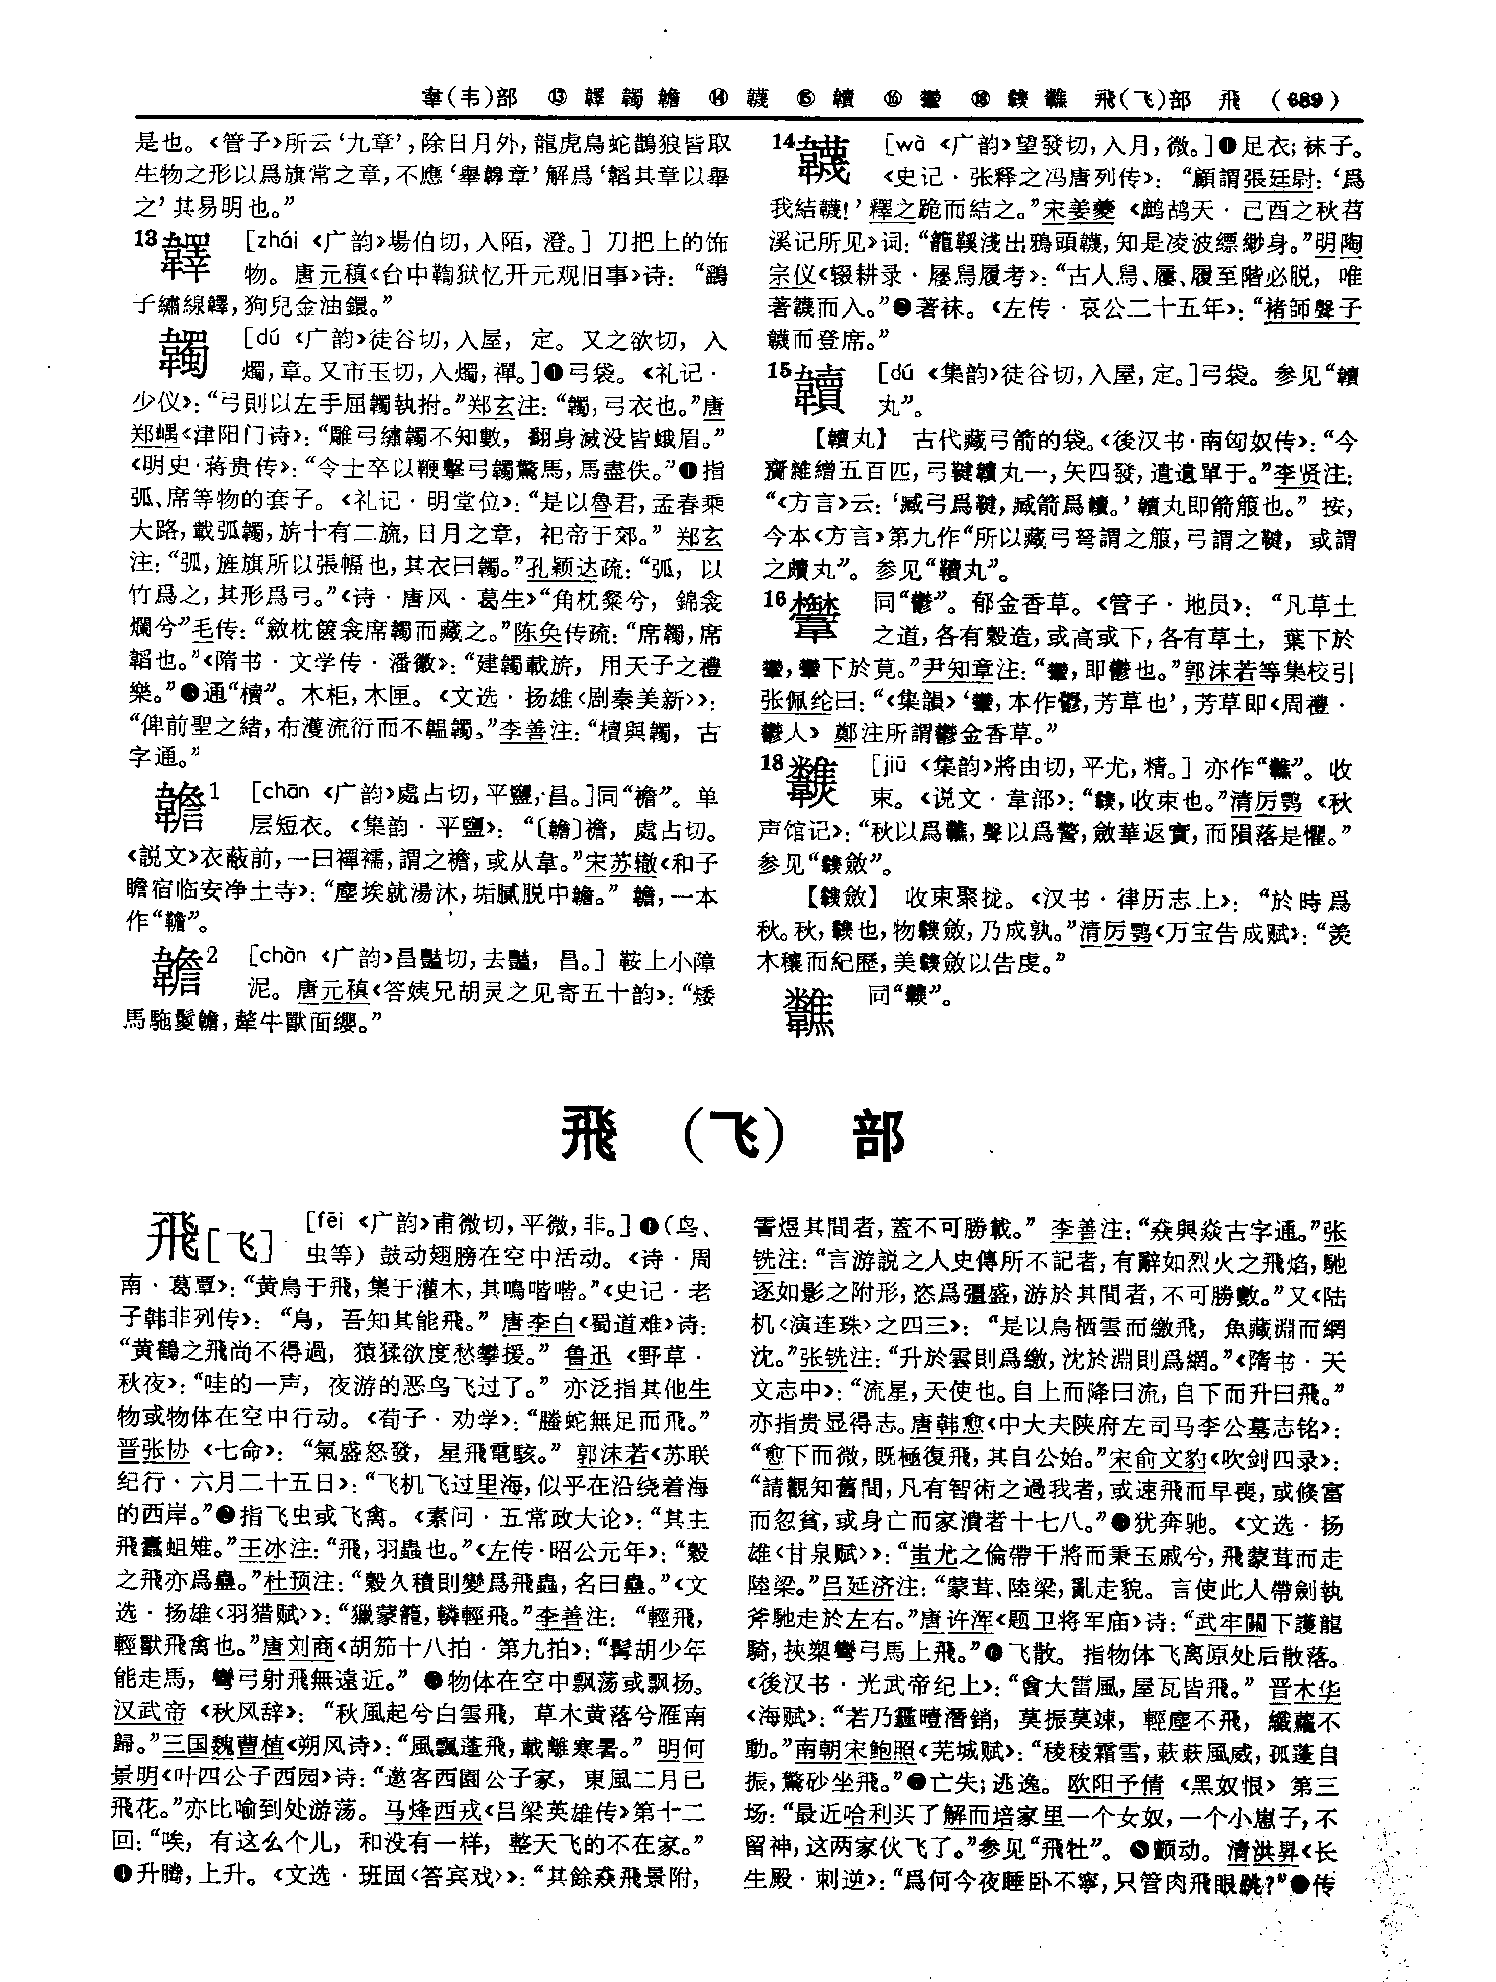 韋(韦)部 ⑬ 韚 韣 韂 ⑭ 韤 ⑮ 韥 ⑯ ⑱ 飛(飞)部 飛 (689)
是也。《管子》所云‘九章’,除日月外,龍虎鳥蛇鵲狼皆取
生物之形以爲旗常之章,不應‘舉韓章’解爲‘韜其章以舉
之’其易明也。”
13 [zhái 《广韵》場伯切,入陌,澄。] 刀把上的饰
物。唐元稹《台中鞫狱忆开元观旧事》诗: “鷂
子繡線韚,狗兒金油鐶。”
韣 [dú 《广韵》徒谷切,入屋, 定。又之欲切, 入
燭,章。又市玉切,入燭,禪。]❶弓袋。《礼记·
少仪》:“弓則以左手屈韣執拊。”郑玄注:“韣,弓衣也。”唐
郑嵎《津阳门诗》:“雕弓繡韣不知數, 翻身滅没皆蛾眉。”
《明史·蒋贵传》:“令士卒以鞭擊弓韣驚馬,馬盡佚。”❷指
弧、席等物的套子。《礼记·明堂位》:“是以魯君,孟春乘
大路,載弧韣,旂十有二旒,日月之章, 祀帝于郊。” 郑玄
注:“弧,旌旗所以張幅也,其衣曰韣。”孔颖达疏:“弧, 以
竹爲之,其形爲弓。”《诗·唐风·葛生》“角枕粲兮, 錦衾
爛兮”毛传:“斂枕篋衾席韣而藏之。”陈奂传疏:“席韣,席
韜也。”《隋书·文学传·潘徽》:“建韣載旂, 用天子之禮
樂。”❸通“櫝”。木柜,木匣。《文选·扬雄〈剧秦美新〉》:
“俾前聖之緒,布濩流衍而不韞韣。”李善注:“櫝與韣, 古
字通。”
韂1 [chān 《广韵》處占切,平鹽,昌。]同“襜”。单
层短衣。《集韵·平鹽》: “〔韂〕襜, 處占切。
《説文》衣蔽前,一曰襌襦,謂之襜,或从韋。”宋苏辙《和子
瞻宿临安净土寺》:“塵埃就湯沐,垢膩脱中韂。” 韂,一本
作“韂”。
韂2 [chàn 《广韵》昌豔切,去豔, 昌。] 鞍上小障
泥。唐元稹《答姨兄胡灵之见寄五十韵》:“矮
馬駞鬉韂,犛牛獸面纓。”
14韤 [wà 《广韵》望發切,入月,微。]❶足衣;袜子。
《史记·张释之冯唐列传》: “顧謂張廷尉:‘爲
我結韤!’釋之跪而結之。”宋姜夔《鹧鸪天·己酉之秋苕
溪记所见》词:“籠鞵淺出鴉頭韤,知是凌波縹緲身。”明陶
宗仪《辍耕录·屦舄履考》:“古人舄、屨、履至階必脱, 唯
著韤而入。”❷著袜。《左传·哀公二十五年》:“褚師聲子
韤而登席。”
15韥 [dú 《集韵》徒谷切,入屋,定。]弓袋。参见“韥
丸”。
【韥丸】 古代藏弓箭的袋。《後汉书·南匈奴传》:“今
齎雜繒五百匹,弓鞬韥丸一,矢四發,遣遺單于。”李贤注:
“《方言》云:‘臧弓爲鞬,臧箭爲韥。’韥丸即箭箙也。” 按,
今本《方言》第九作“所以藏弓弩謂之箙,弓謂之鞬, 或謂
之皾丸”。参见“鞼丸”。
16 同“鬱”。郁金香草。《管子·地员》: “凡草土
之道,各有穀造,或高或下,各有草土, 葉下於
,下於莧。”尹知章注:“,即鬱也。”郭沫若等集校引
张佩纶曰:“《集韻》‘,本作鬱,芳草也’,芳草即《周禮·
鬱人》鄭注所謂鬱金香草。”
18 [jiū 《集韵》將由切,平尤,精。] 亦作“”。收
束。《说文·韋部》:“,收束也。”清厉鹗《秋
声馆记》:“秋以爲,聲以爲警,斂華返實,而隕落是懼。”
参见“斂”。
【斂】 收束聚拢。《汉书·律历志上》: “於時爲
秋。秋,也,物斂,乃成孰。”清厉鹗《万宝告成赋》:“羡
木穰而紀歷,美斂以告虔。”
同“”。
飛 (飞) 部
飛[飞] [fēi 《广韵》甫微切,平微,非。]❶(鸟、
虫等) 鼓动翅膀在空中活动。《诗·周
南·葛覃》:“黄鳥于飛,集于灌木,其鳴喈喈。”《史记·老
子韩非列传》: “鳥, 吾知其能飛。” 唐李白《蜀道难》诗:
“黄鶴之飛尚不得過, 猿猱欲度愁攀援。” 鲁迅《野草·
秋夜》:“哇的一声, 夜游的恶鸟飞过了。” 亦泛指其他生
物或物体在空中行动。《荀子·劝学》:“螣蛇無足而飛。”
晋张协《七命》: “氣盛怒發, 星飛電駭。” 郭沫若《苏联
纪行·六月二十五日》:“飞机飞过里海,似乎在沿绕着海
的西岸。”❷指飞虫或飞禽。《素问·五常政大论》:“其主
飛蠹蛆雉。”王冰注:“飛,羽蟲也。”《左传·昭公元年》:“穀
之飛亦爲蠱。”杜预注:“穀久積則變爲飛蟲,名曰蠱。”《文
选·扬雄〈羽猎赋〉》:“獵蒙籠,轔輕飛。”李善注: “輕飛,
輕獸飛禽也。”唐刘商《胡笳十八拍·第九拍》:“髯胡少年
能走馬, 彎弓射飛無遠近。” ❸物体在空中飘荡或飘扬。
汉武帝《秋风辞》: “秋風起兮白雲飛, 草木黄落兮雁南
歸。”三国魏曹植《朔风诗》:“風飄蓬飛,載離寒暑。” 明何
景明《叶四公子西园》诗:“邀客西園公子家, 東風二月已
飛花。”亦比喻到处游荡。马烽西戎《吕梁英雄传》第十二
回:“唉, 有这么个儿, 和没有一样, 整天飞的不在家。”
❹升腾,上升。《文选·班固〈答宾戏〉》:“其餘猋飛景附,
霅煜其間者,蓋不可勝載。” 李善注:“猋與焱古字通。”张
铣注:“言游説之人史傳所不記者,有辭如烈火之飛焰,馳
逐如影之附形,恣爲彊盛,游於其間者,不可勝數。”又《陆
机〈演连珠〉之四三》: “是以鳥栖雲而繳飛, 魚藏淵而網
沈。”张铣注:“升於雲則爲繳,沈於淵則爲網。”《隋书·天
文志中》:“流星,天使也。自上而降曰流,自下而升曰飛。”
亦指贵显得志。唐韩愈《中大夫陕府左司马李公墓志铭》:
“愈下而微,既極復飛,其自公始。”宋俞文豹《吹剑四录》:
“請觀知舊間,凡有智術之過我者,或速飛而早喪,或倏富
而忽貧,或身亡而家潰者十七八。”❺犹奔驰。《文选·扬
雄〈甘泉赋〉》:“蚩尤之倫帶干將而秉玉戚兮,飛蒙茸而走
陸梁。”吕延济注:“蒙茸、陸梁,亂走貌。言使此人帶劍執
斧馳走於左右。”唐许浑《题卫将军庙》诗:“武牢關下護龍
騎,挾槊彎弓馬上飛。”❻飞散。指物体飞离原处后散落。
《後汉书·光武帝纪上》:“會大雷風,屋瓦皆飛。” 晋木华
《海赋》:“若乃霾曀潛銷, 莫振莫竦, 輕塵不飛, 纖蘿不
動。”南朝宋鲍照《芜城赋》:“稜稜霜雪,蔌蔌風威,孤蓬自
振,驚砂坐飛。”❼亡失;逃逸。欧阳予倩《黑奴恨》第三
场:“最近哈利买了解而培家里一个女奴,一个小崽子,不
留神,这两家伙飞了。”参见“飛牡”。❽颤动。清洪昇《长
生殿·刺逆》:“爲何今夜睡卧不寧,只管肉飛眼跳?”❾传